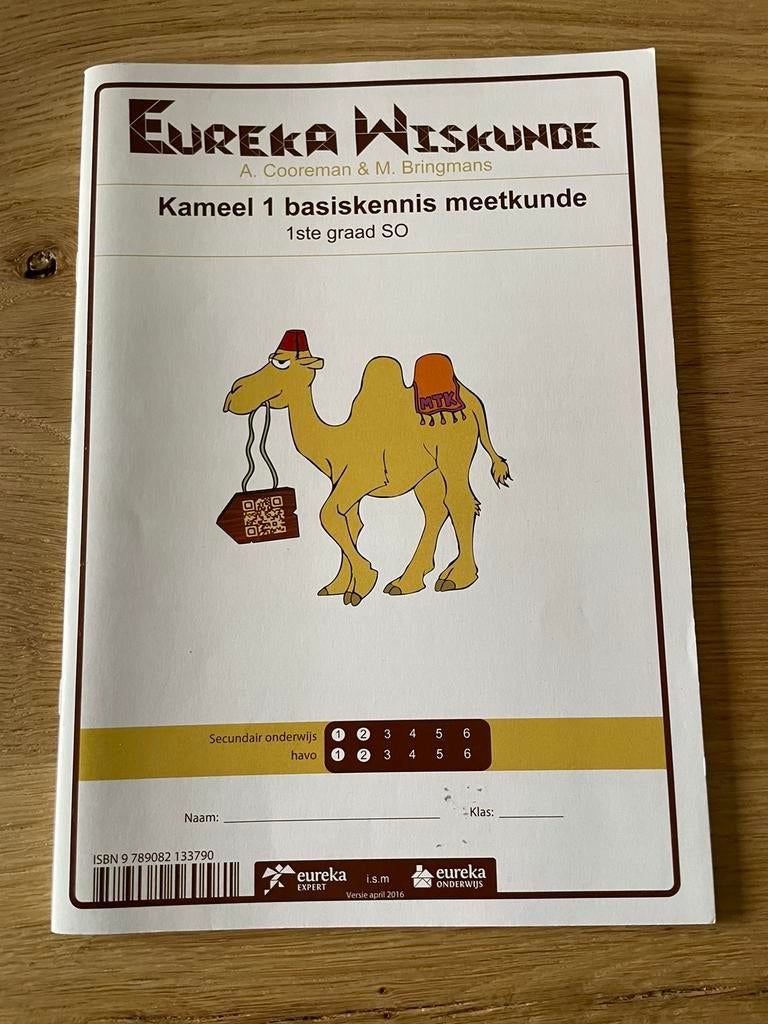 EUREKA WISKUNDE
A. Cooreman & M. Bringmans
Kameel 1 basiskennis meetkunde
1ste graad SO
MTK
Secundair onderwijs 1 2 3 4 5 6
havo 1 2 3 4 5 6
Naam:
Klas:
ISBN 9 789082 133790
eureka
EXPERT
i.s.m
eureka
ONDERWIJS
Versie april 2016